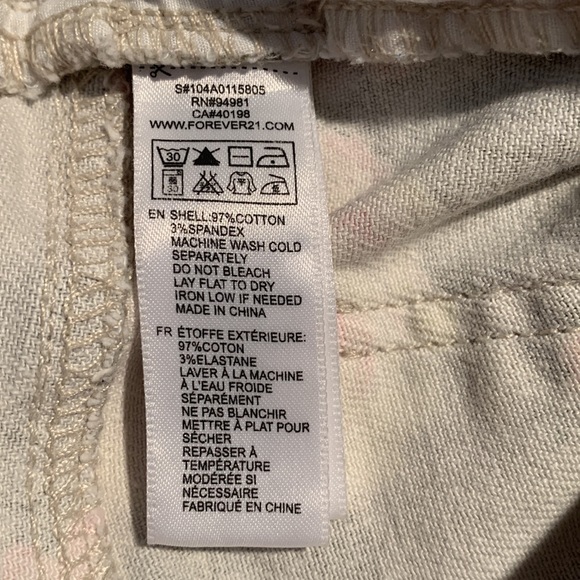 S#104A0115805
RN#94981
CA#40198
WWW.FOREVER21.COM
30
30
EN SHELL:97%COTTON
3%SPANDEX
MACHINE WASH COLD
SEPARATELY
DO NOT BLEACH
LAY FLAT TO DRY
IRON LOW IF NEEDED
MADE IN CHINA
FR ÉTOFFE EXTÉRIEURE:
97%COTON
3%ELASTANE
LAVER À LA MACHINE
À L'EAU FROIDE
SÉPARÉMENT
NE PAS BLANCHIR
METTRE À PLAT POUR
SÉCHER
REPASSER À
TEMPÉRATURE
MODÉRÉE SI
NÉCESSAIRE
FABRIQUÉ EN CHINE